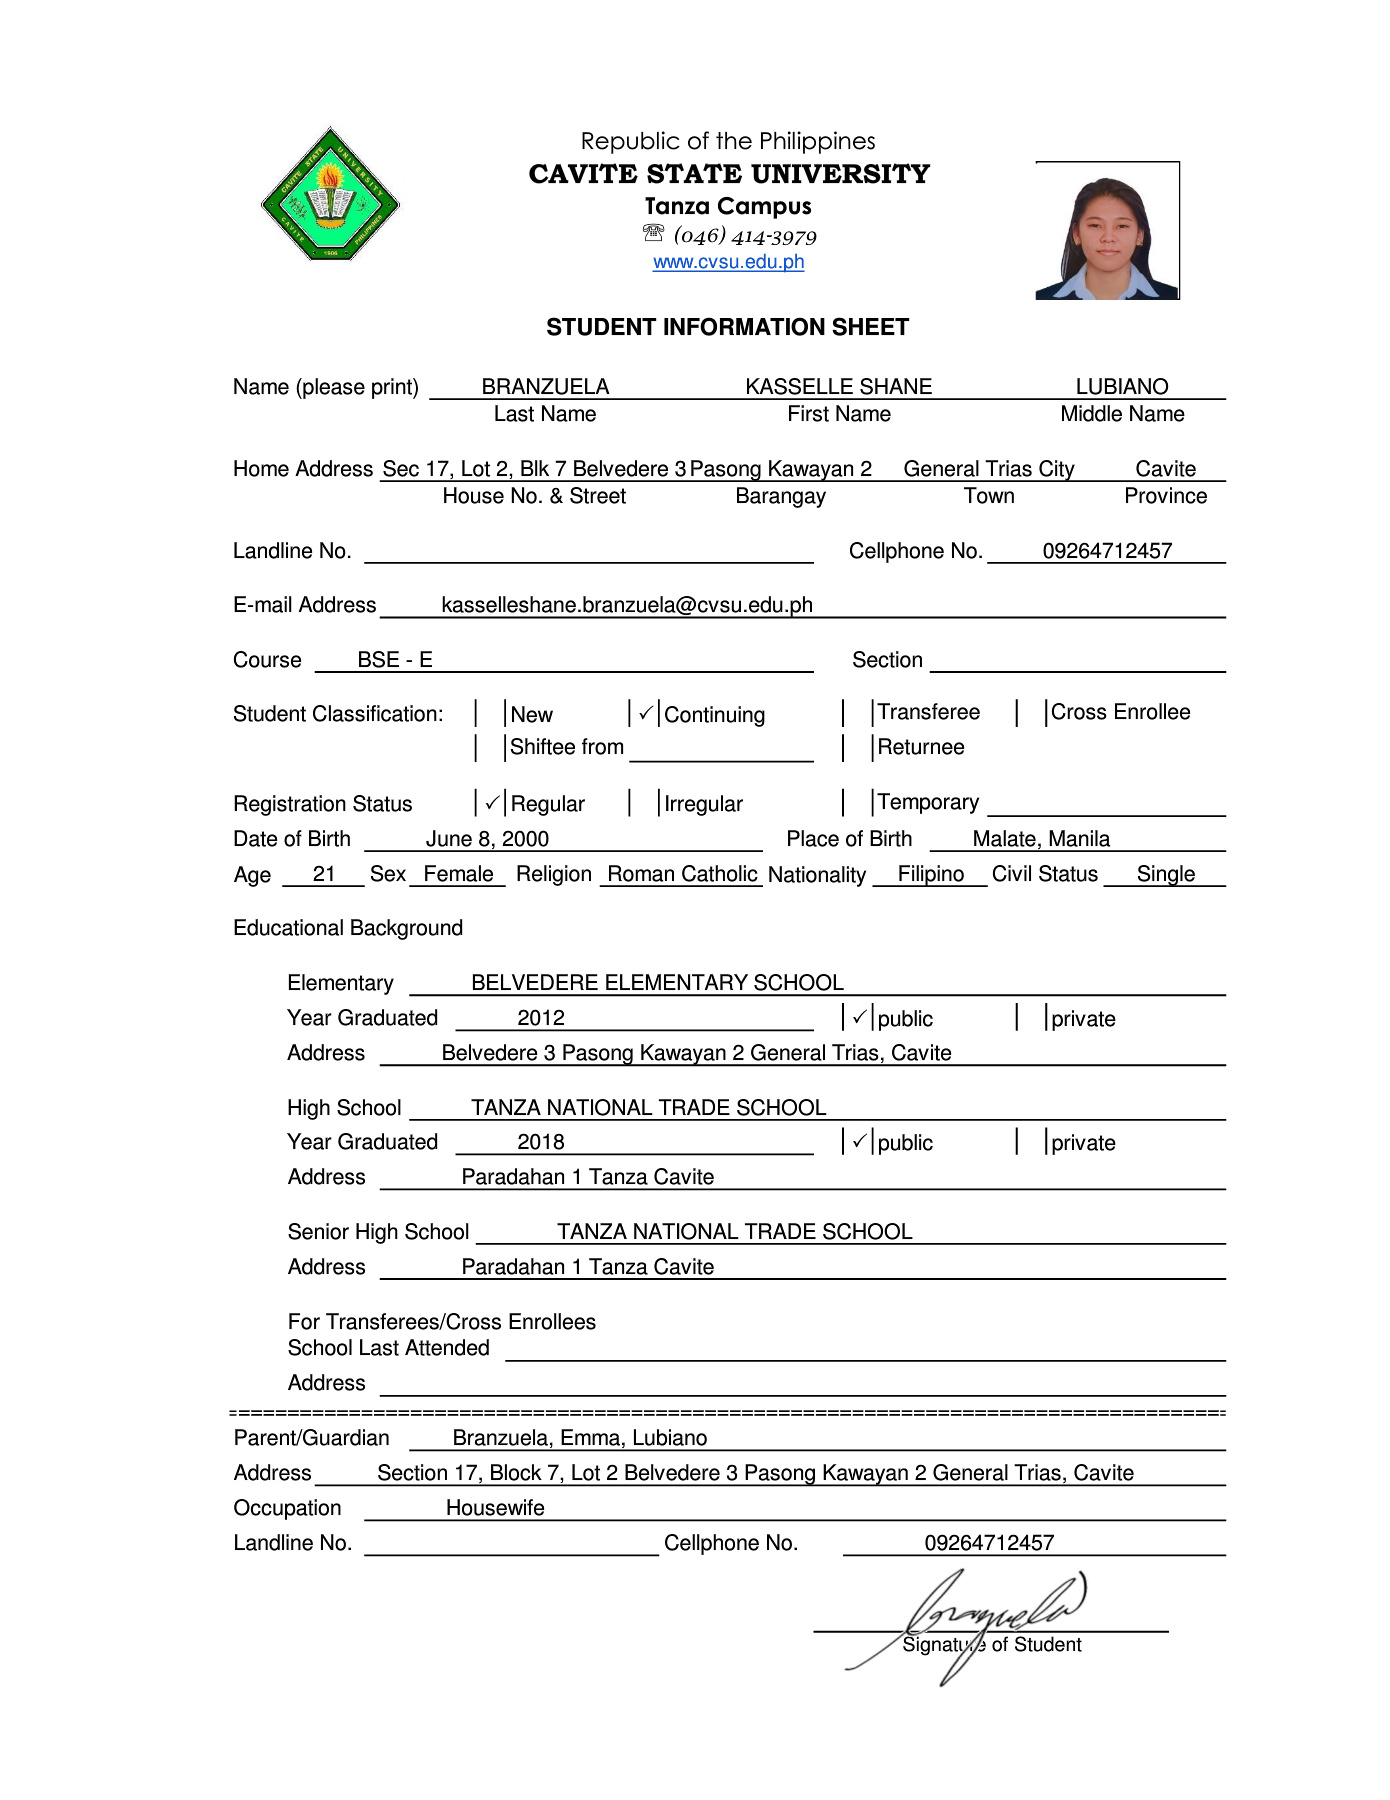 Republic of the Philippines
CAVITE STATE UNIVERSITY
Tanza Campus
☏ (046) 414-3979
www.cvsu.edu.ph
CAVITE STATE UNIVERSITY
CAVITE PHILIPPINES
1906
STUDENT INFORMATION SHEET
Name (please print) BRANZUELA KASSELLE SHANE LUBIANO
Last Name First Name Middle Name
Home Address Sec 17, Lot 2, Blk 7 Belvedere 3 Pasong Kawayan 2 General Trias City Cavite
House No. & Street Barangay Town Province
Landline No. Cellphone No. 09264712457
E-mail Address kasselleshane.branzuela@cvsu.edu.ph
Course BSE - E Section
Student Classification: | | New |✓| Continuing | | Transferee | | Cross Enrollee
| | Shiftee from | | Returnee
Registration Status |✓| Regular | | Irregular | | Temporary
Date of Birth June 8, 2000 Place of Birth Malate, Manila
Age 21 Sex Female Religion Roman Catholic Nationality Filipino Civil Status Single
Educational Background
Elementary BELVEDERE ELEMENTARY SCHOOL
Year Graduated 2012 |✓| public | | private
Address Belvedere 3 Pasong Kawayan 2 General Trias, Cavite
High School TANZA NATIONAL TRADE SCHOOL
Year Graduated 2018 |✓| public | | private
Address Paradahan 1 Tanza Cavite
Senior High School TANZA NATIONAL TRADE SCHOOL
Address Paradahan 1 Tanza Cavite
For Transferees/Cross Enrollees
School Last Attended
Address
Parent/Guardian Branzuela, Emma, Lubiano
Address Section 17, Block 7, Lot 2 Belvedere 3 Pasong Kawayan 2 General Trias, Cavite
Occupation Housewife
Landline No. Cellphone No. 09264712457
Branzuela
Signature of Student